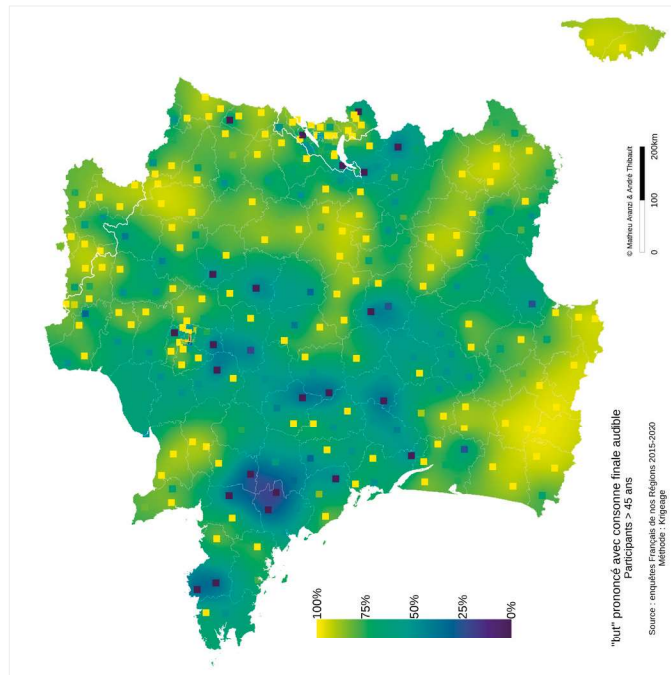 "but" prononcé avec consonne finale audible
Participants > 45 ans
Source : enquêtes Français de nos Régions 2015-2020
Méthode : Krigeage
100%
75%
50%
25%
0%
© Mathieu Avanzi & André Thibault
0 100 200km